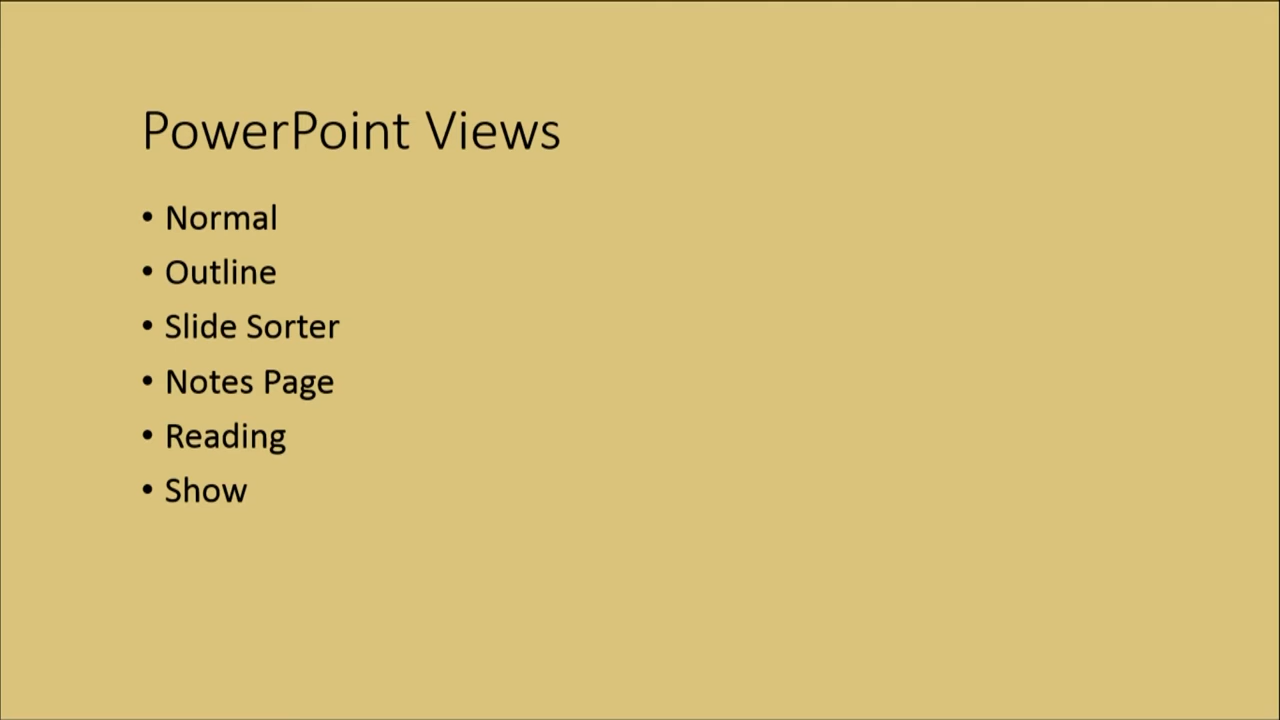 PowerPoint Views
• Normal
• Outline
• Slide Sorter
• Notes Page
• Reading
• Show